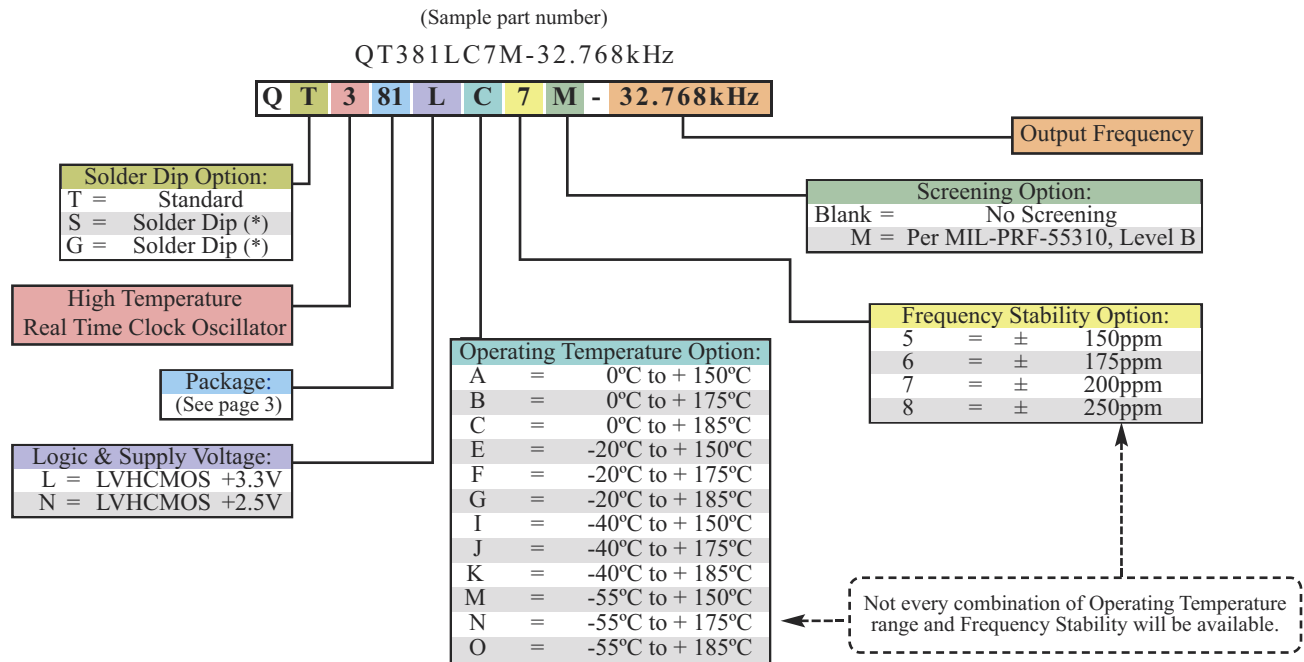 (Sample part number)
QT381LC7M-32.768kHz
Q T 3 81 L C 7 M - 32.768kHz
Output Frequency
Solder Dip Option:
T = Standard
S = Solder Dip (*)
G = Solder Dip (*)
Screening Option:
Blank = No Screening
M = Per MIL-PRF-55310, Level B
High Temperature
Real Time Clock Oscillator
Frequency Stability Option:
5 = ± 150ppm
6 = ± 175ppm
7 = ± 200ppm
8 = ± 250ppm
Package:
(See page 3)
Operating Temperature Option:
A = 0ºC to + 150ºC
B = 0ºC to + 175ºC
C = 0ºC to + 185ºC
E = -20ºC to + 150ºC
F = -20ºC to + 175ºC
G = -20ºC to + 185ºC
I = -40ºC to + 150ºC
J = -40ºC to + 175ºC
K = -40ºC to + 185ºC
M = -55ºC to + 150ºC
N = -55ºC to + 175ºC
O = -55ºC to + 185ºC
Logic & Supply Voltage:
L = LVHCMOS +3.3V
N = LVHCMOS +2.5V
Not every combination of Operating Temperature
range and Frequency Stability will be available.